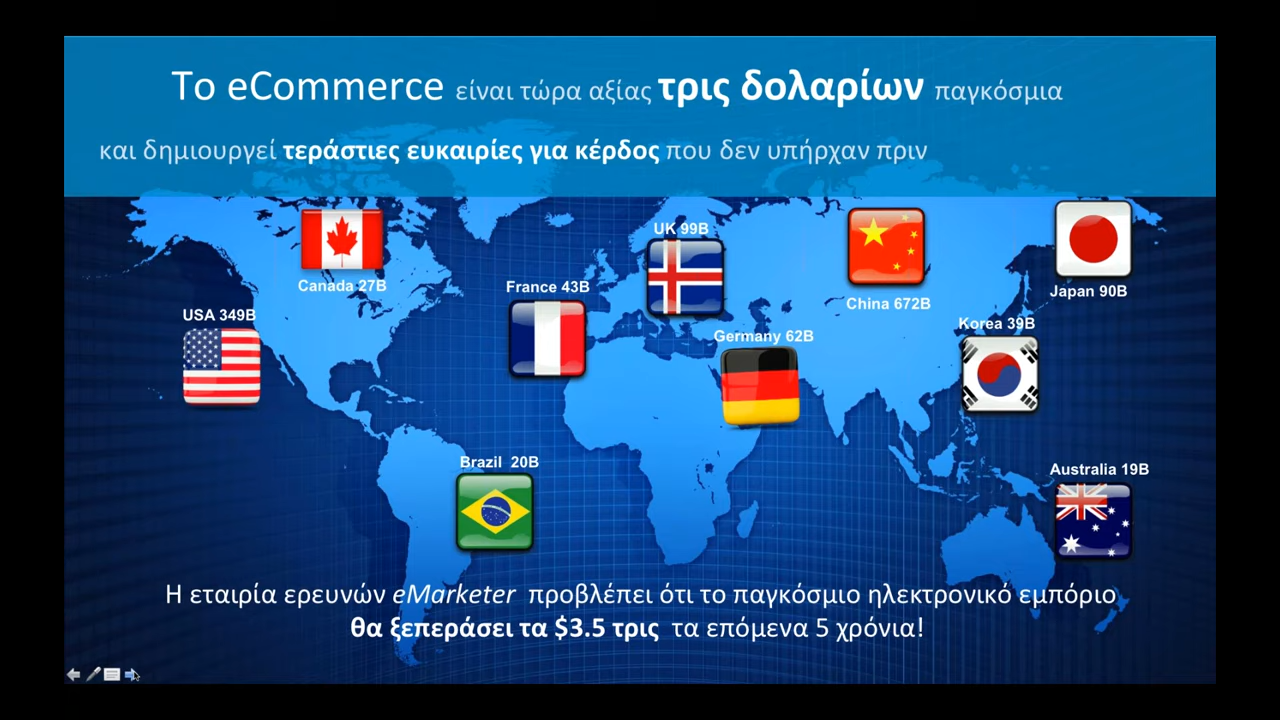 Το eCommerce είναι τώρα αξίας τρις δολαρίων παγκόσμια
και δημιουργεί τεράστιες ευκαιρίες για κέρδος που δεν υπήρχαν πριν
UK 99B
Canada 27B
France 43B
China 672B
Japan 90B
USA 349B
Korea 39B
Germany 62B
Brazil 20B
Australia 19B
Η εταιρία ερευνών eMarketer προβλέπει ότι το παγκόσμιο ηλεκτρονικό εμπόριο
θα ξεπεράσει τα $3.5 τρις τα επόμενα 5 χρόνια!